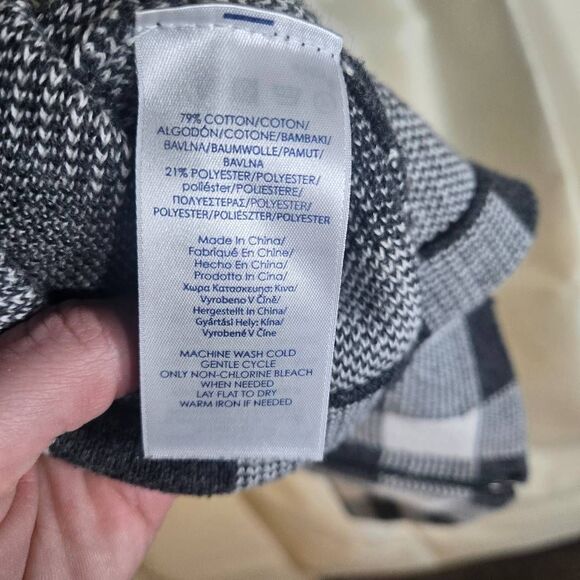 79% COTTON/COTON/
ALGODÓN/COTONE/BAMBAKI/
BAVLNA/BAUMWOLLE/PAMUT/
BAVLNA
21% POLYESTER/POLYESTER/
poliéster/POLIESTERE/
ΠΟΛΥΕΣΤΕΡΑΣ/POLYESTER/
POLYESTER/POLIÉSZTER/POLYESTER
Made In China/
Fabriqué En Chine/
Hecho En China/
Prodotto In Cina/
Χωρα Κατασκευης: Κινα/
Vyrobeno V Číně/
Hergestellt In China/
Gyártási Hely: Kína/
Vyrobené V Číne
MACHINE WASH COLD
GENTLE CYCLE
ONLY NON-CHLORINE BLEACH
WHEN NEEDED
LAY FLAT TO DRY
WARM IRON IF NEEDED